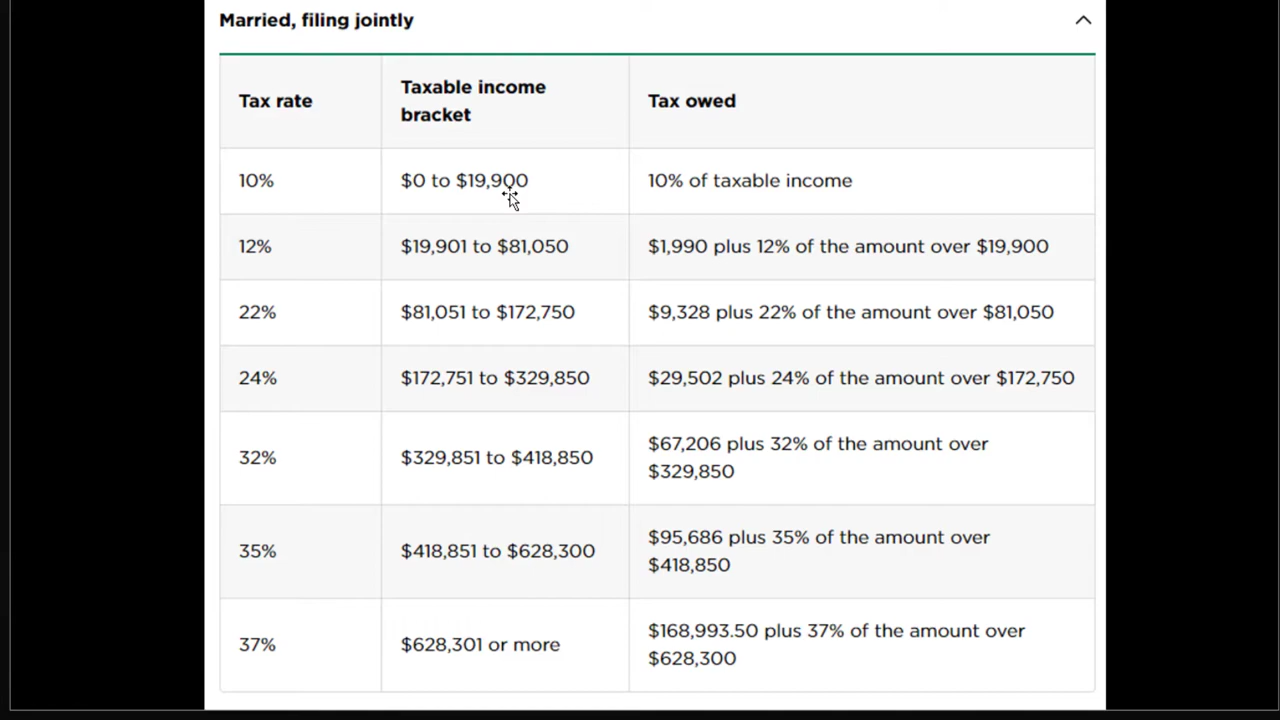 Married, filing jointly
Tax rate
Taxable income
bracket
Tax owed
10%
$0 to $19,900
10% of taxable income
12%
$19,901 to $81,050
$1,990 plus 12% of the amount over $19,900
22%
$81,051 to $172,750
$9,328 plus 22% of the amount over $81,050
24%
$172,751 to $329,850
$29,502 plus 24% of the amount over $172,750
32%
$329,851 to $418,850
$67,206 plus 32% of the amount over
$329,850
35%
$418,851 to $628,300
$95,686 plus 35% of the amount over
$418,850
37%
$628,301 or more
$168,993.50 plus 37% of the amount over
$628,300